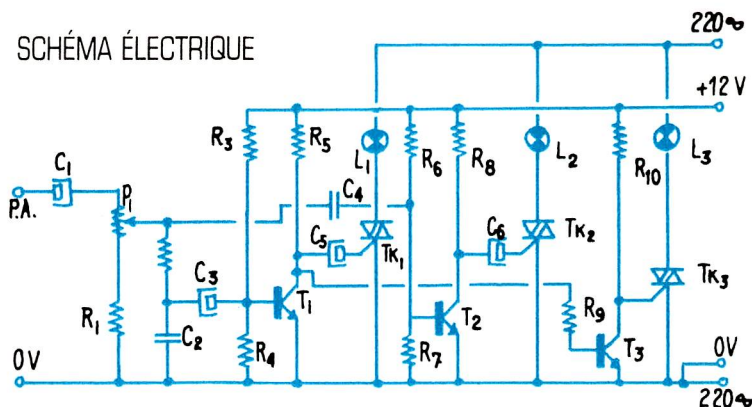 SCHÉMA ÉLECTRIQUE
220~
+12 V
C1
P.A.
P1
R1
C2
C3
R3
R4
R5
T1
C5
L1
TK1
C4
R6
R7
R8
T2
C6
L2
TK2
R9
R10
T3
L3
TK3
0V
0V
220~